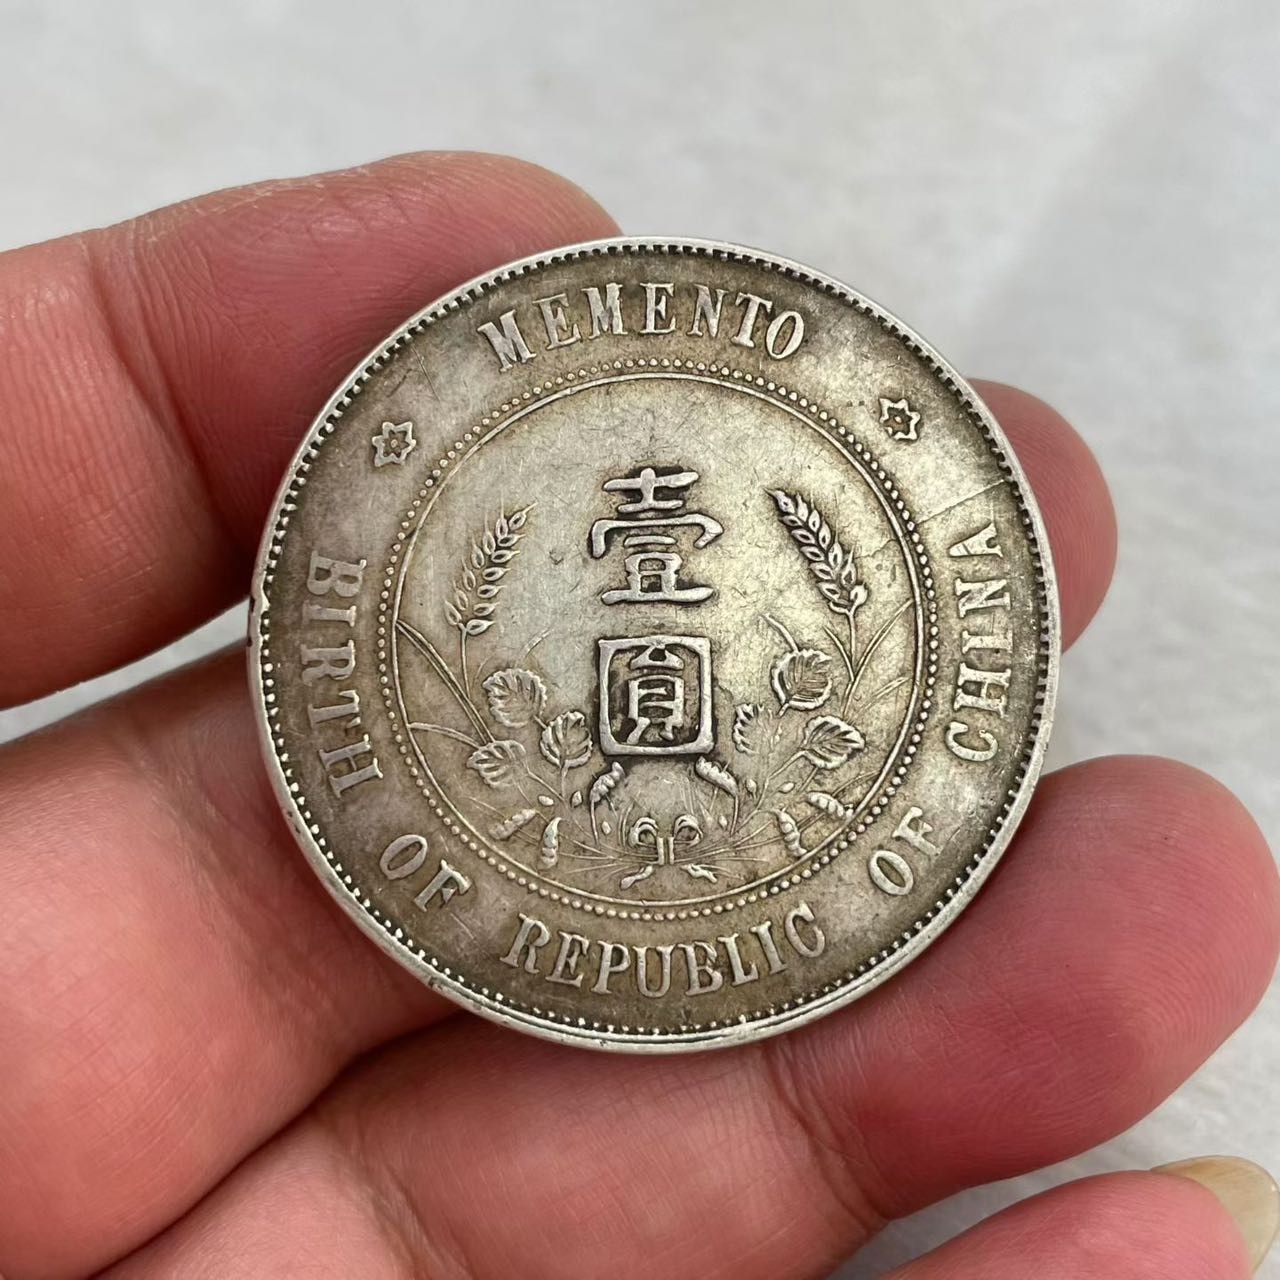 MEMENTO
壹
圓
BIRTH OF REPUBLIC OF CHINA